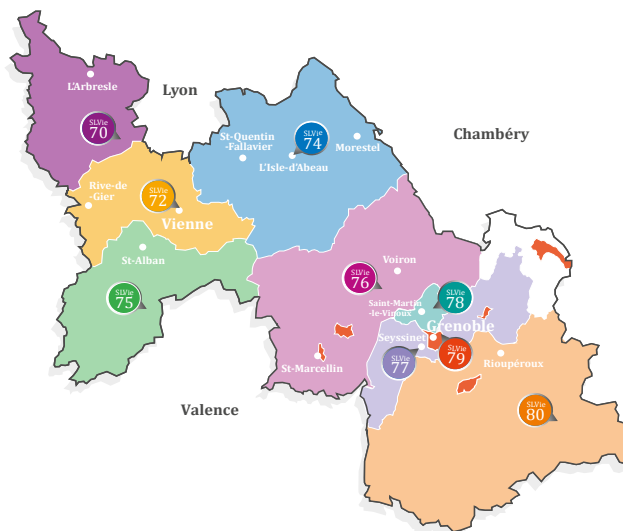 L'Arbresle
Lyon
SLVie
70
SLVie
74
St-Quentin
-Fallavier
Morestel
L'Isle-d'Abeau
Chambéry
Rive-de
-Gier
SLVie
72
Vienne
St-Alban
SLVie
75
Voiron
SLVie
76
SLVie
78
Saint-Martin
-le-Vinoux
Grenoble
Seyssinet
SLVie
77
SLVie
79
St-Marcellin
Rioupéroux
Valence
SLVie
80